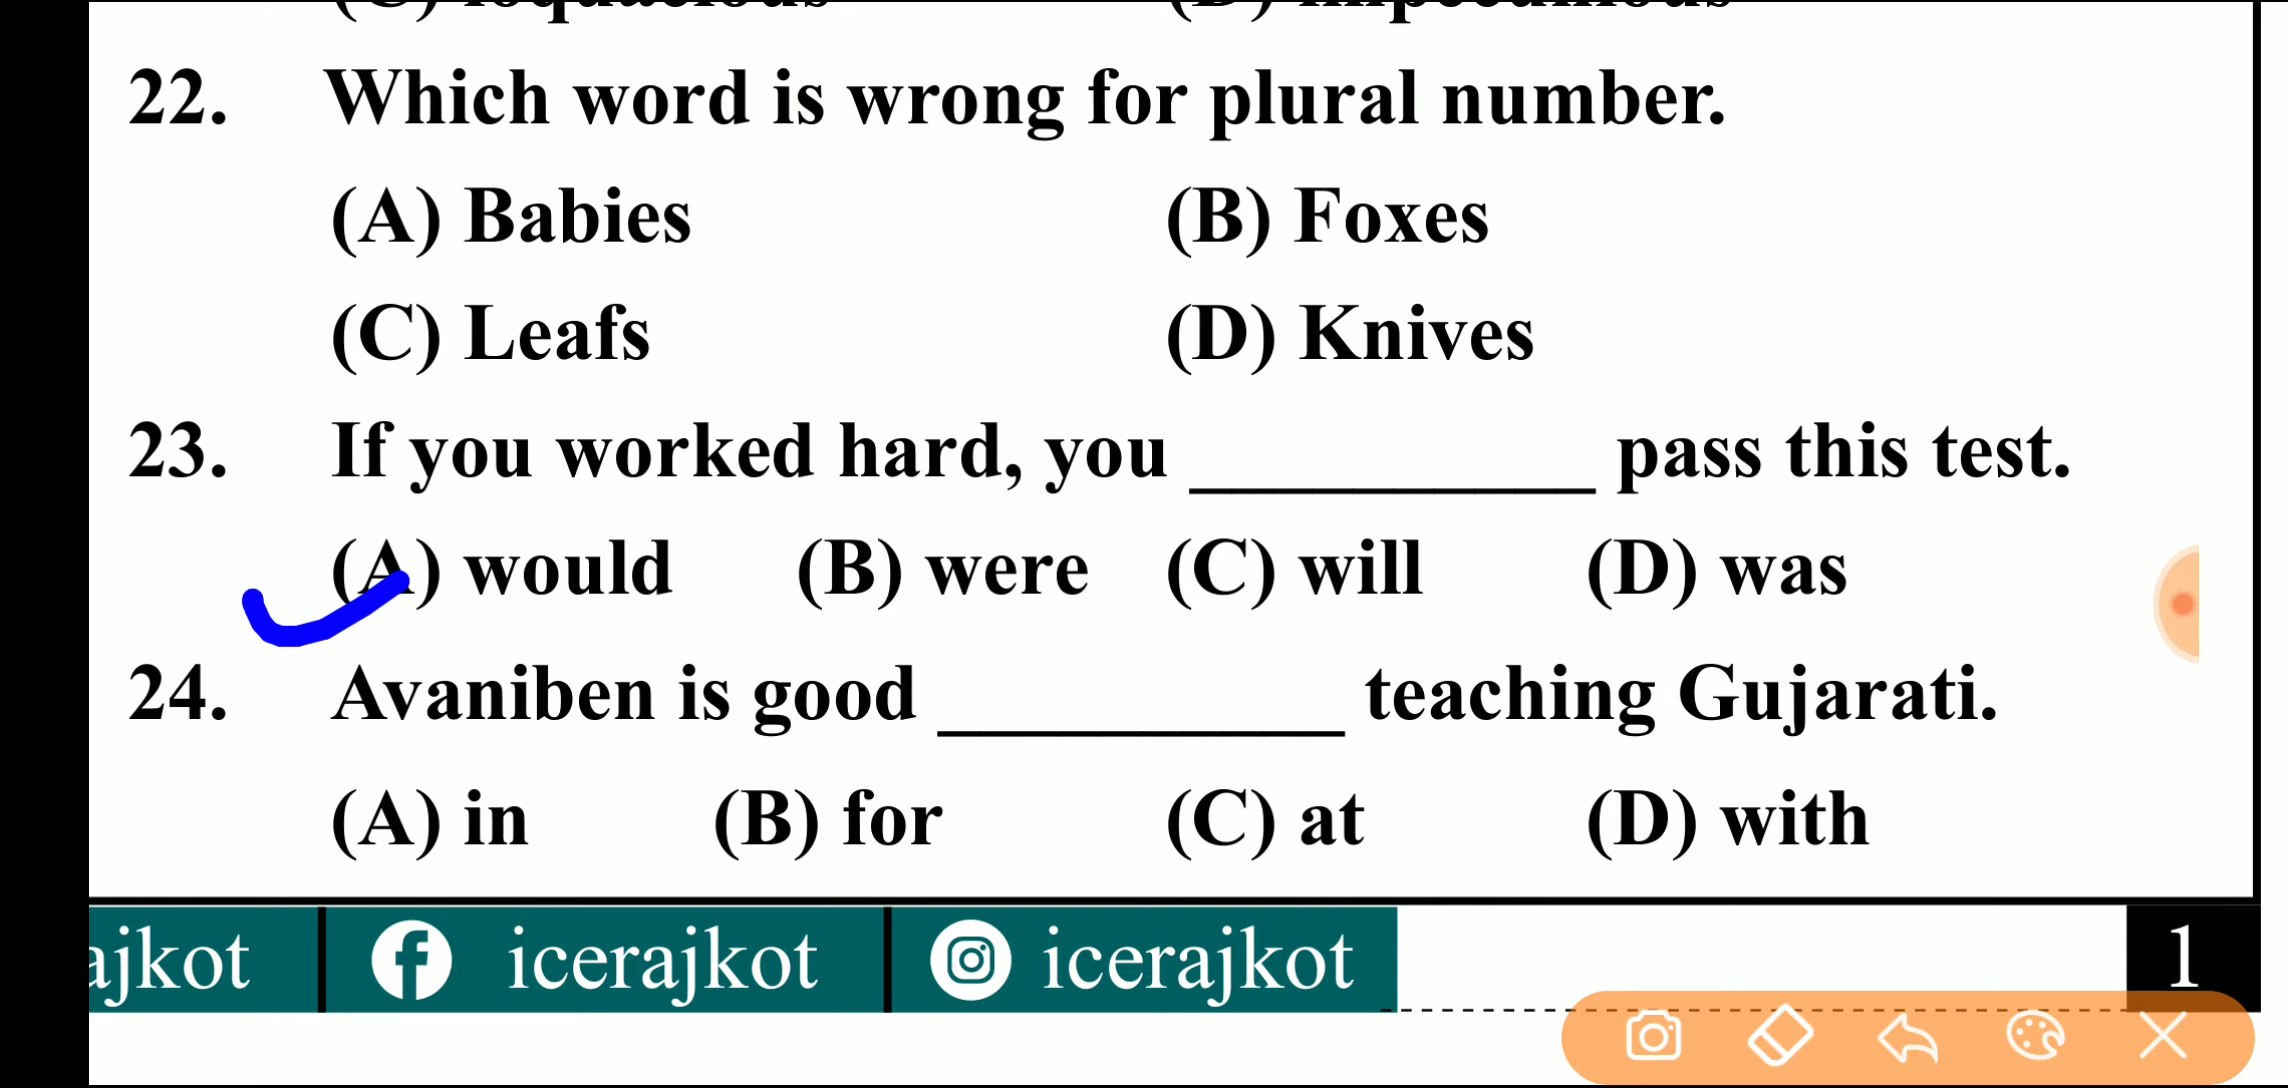 22. Which word is wrong for plural number.
(A) Babies (B) Foxes
(C) Leafs (D) Knives
23. If you worked hard, you __________ pass this test.
(A) would (B) were (C) will (D) was
24. Avaniben is good __________ teaching Gujarati.
(A) in (B) for (C) at (D) with
ajkot icerajkot icerajkot 1